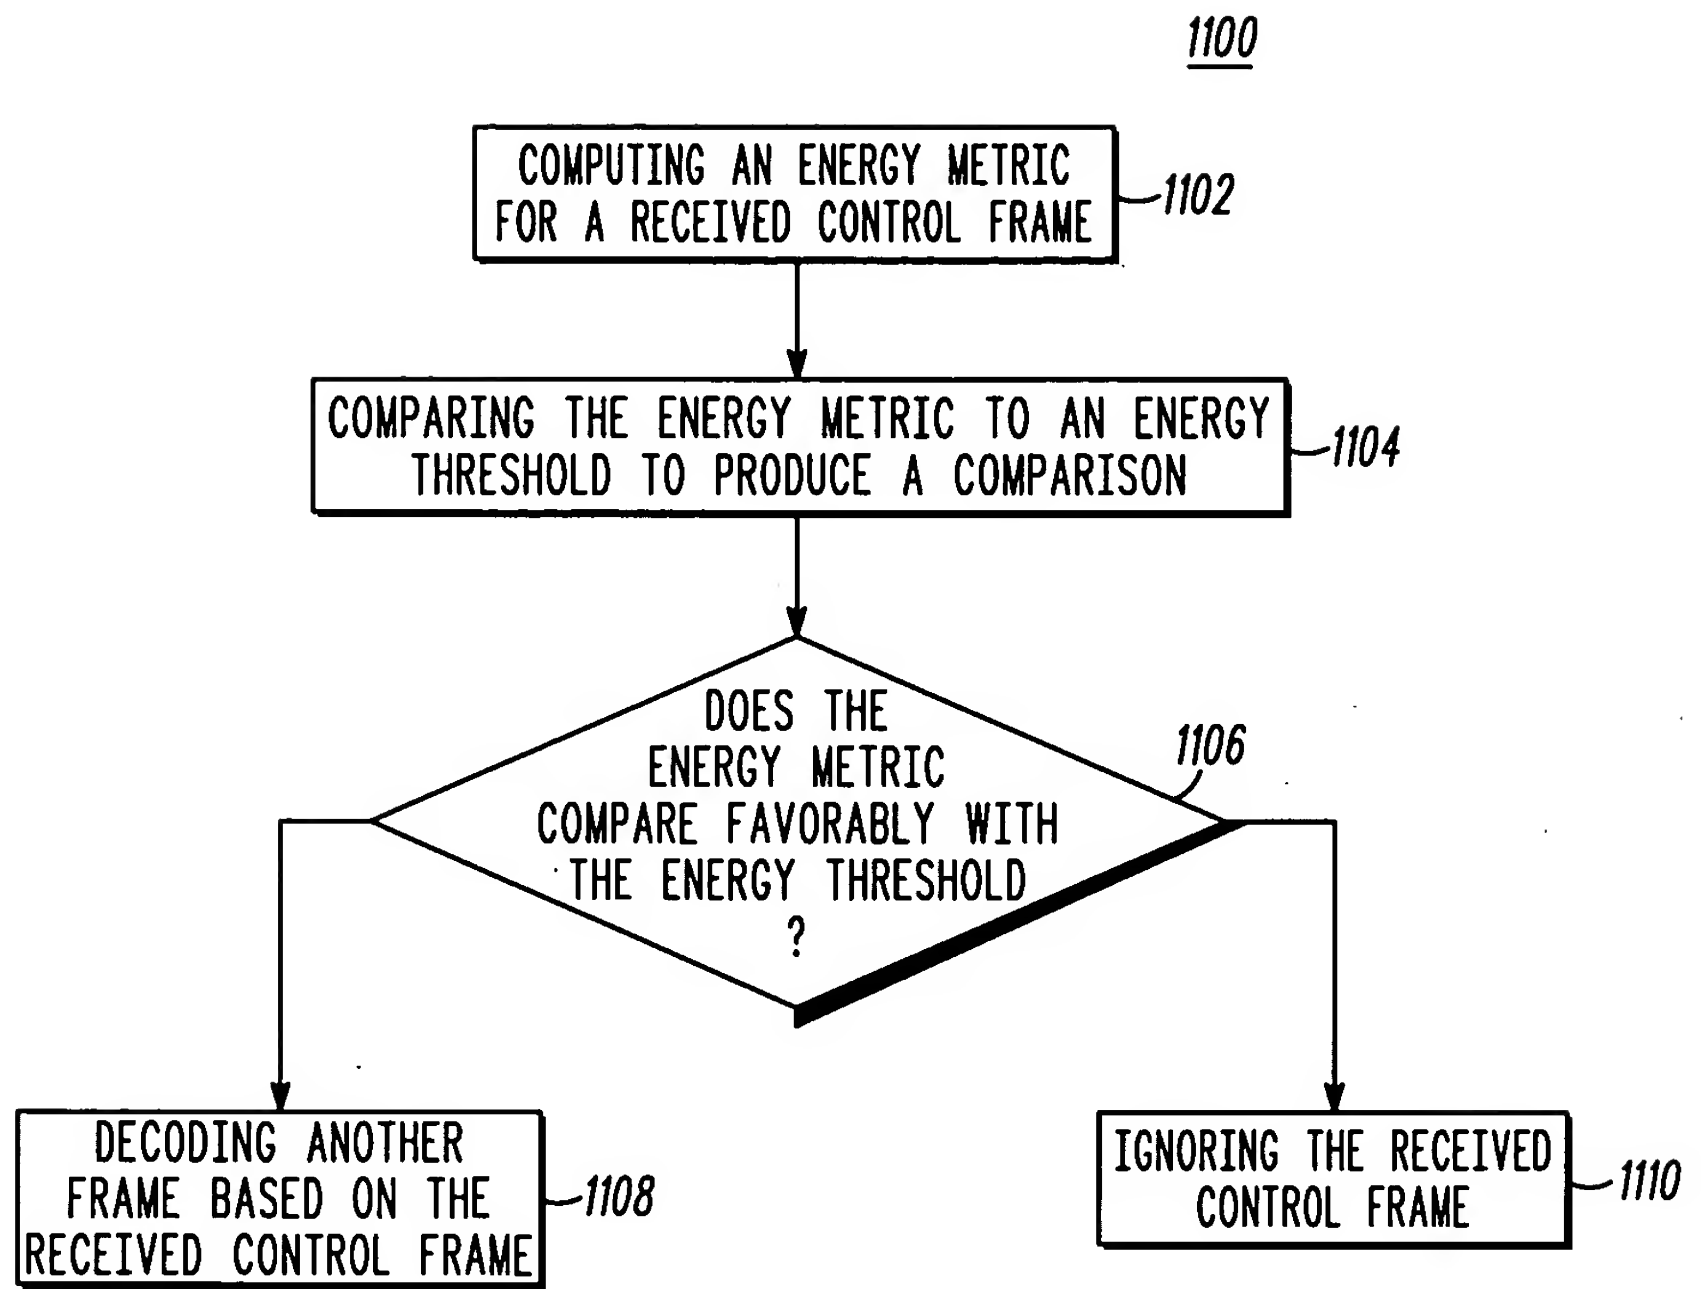 1100
COMPUTING AN ENERGY METRIC
FOR A RECEIVED CONTROL FRAME
1102
COMPARING THE ENERGY METRIC TO AN ENERGY
THRESHOLD TO PRODUCE A COMPARISON
1104
DOES THE
ENERGY METRIC
COMPARE FAVORABLY WITH
THE ENERGY THRESHOLD
?
1106
DECODING ANOTHER
FRAME BASED ON THE
RECEIVED CONTROL FRAME
1108
IGNORING THE RECEIVED
CONTROL FRAME
1110